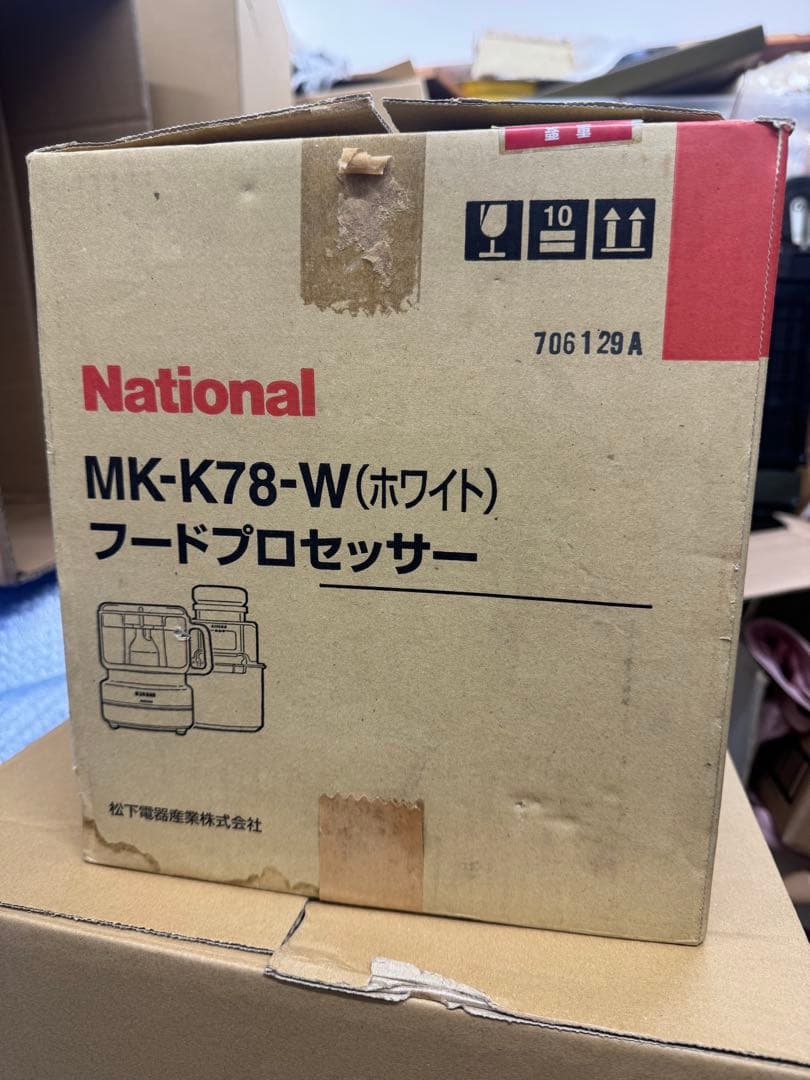 10
706129A
National
MK-K78-W(ホワイト)
フードプロセッサー
松下電器産業株式会社